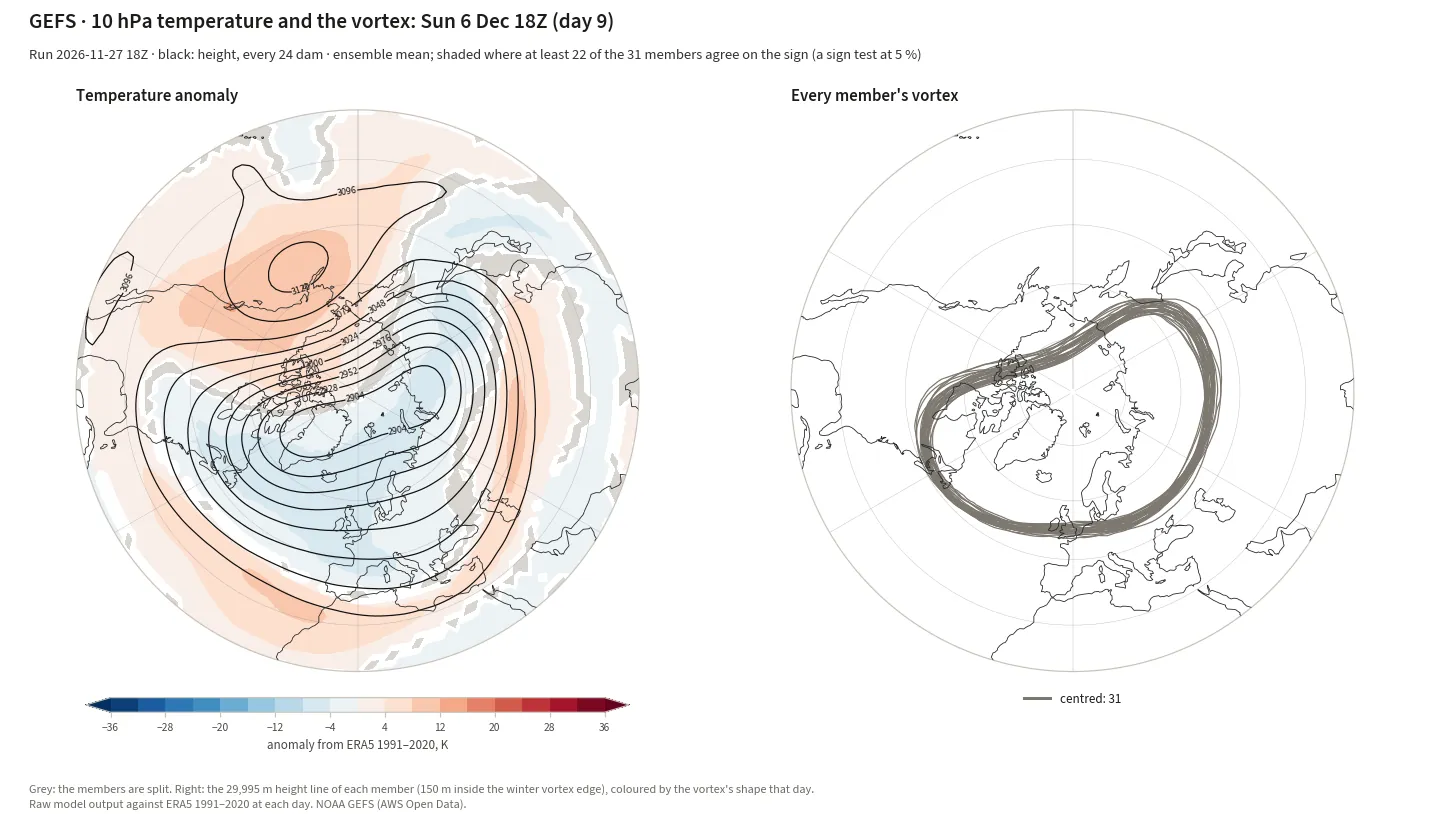 GEFS · 10 hPa temperature and the vortex: Sun 6 Dec 18Z (day 9)
Run 2026-11-27 18Z · black: height, every 24 dam · ensemble mean; shaded where at least 22 of the 31 members agree on the sign (a sign test at 5 %)
Temperature anomaly
Every member's vortex
3096
3096
3120
3072
3048
3024
2976
3000
2952
2928
2904
2904
−36 −28 −20 −12 −4 4 12 20 28 36
anomaly from ERA5 1991–2020, K
centred: 31
Grey: the members are split. Right: the 29,995 m height line of each member (150 m inside the winter vortex edge), coloured by the vortex's shape that day.
Raw model output against ERA5 1991–2020 at each day. NOAA GEFS (AWS Open Data).